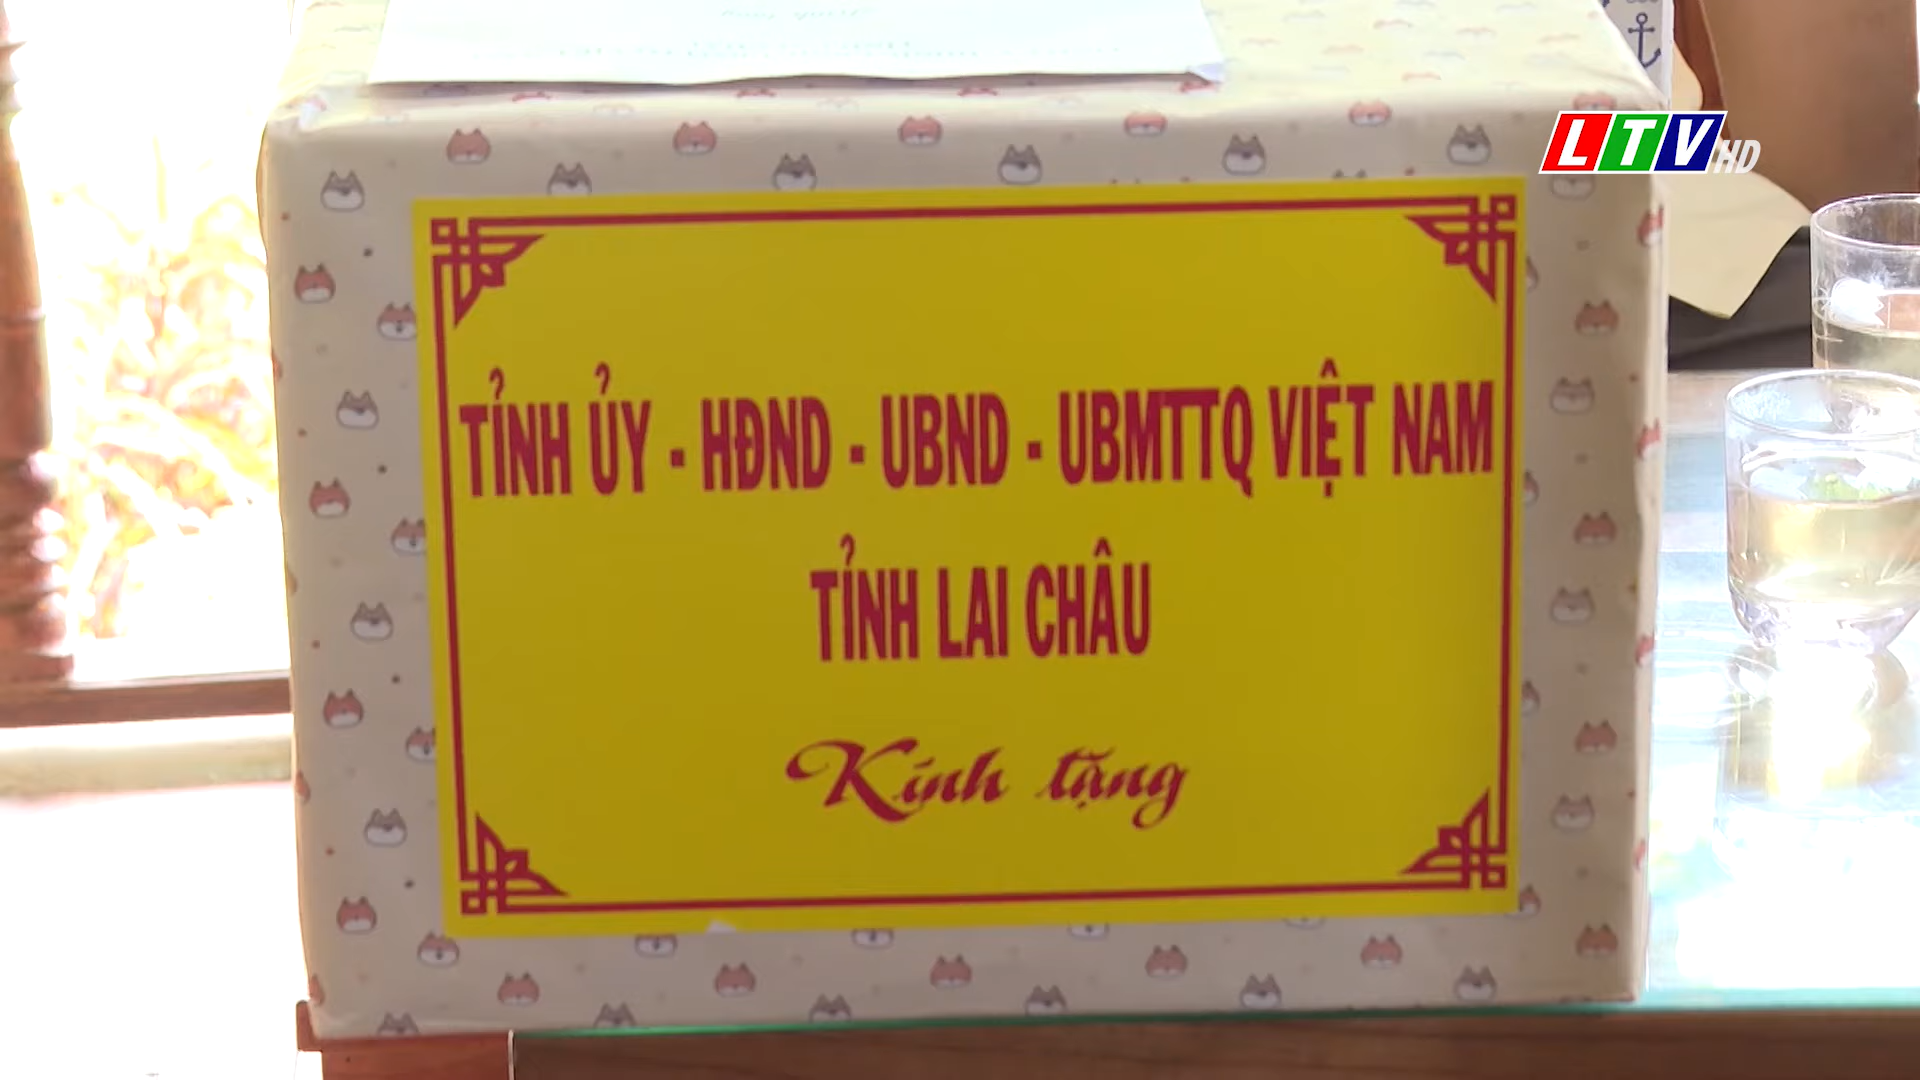 LTV HD
TỈNH ỦY - HĐND - UBND - UBMTTQ VIỆT NAM
TỈNH LAI CHÂU
Kính tặng